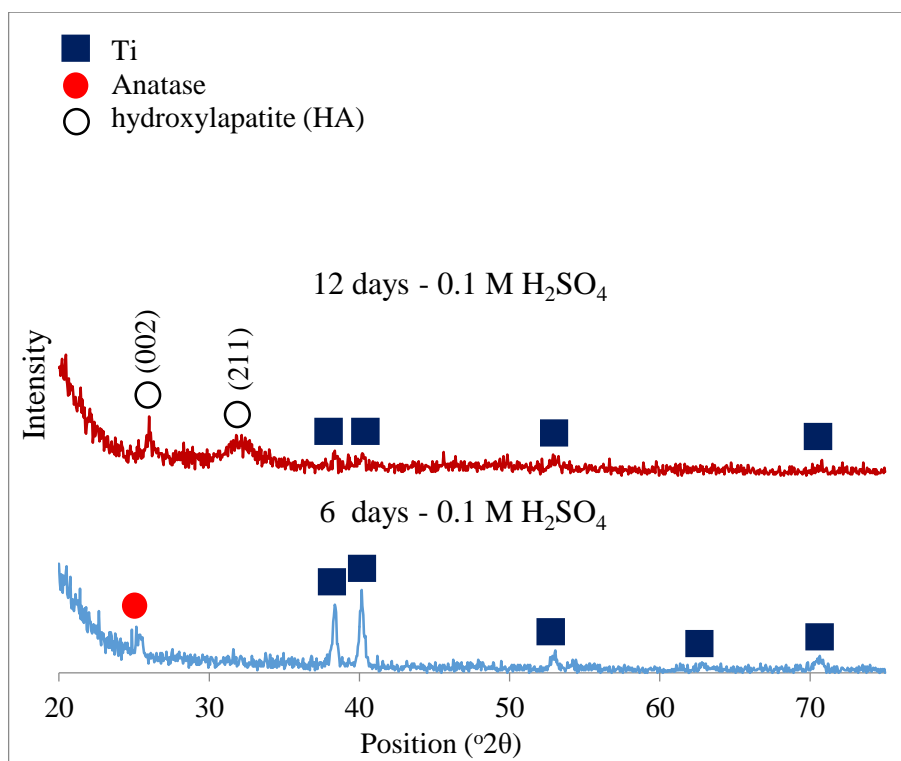 Ti
Anatase
hydroxylapatite (HA)
12 days - 0.1 M H₂SO₄
(002)
(211)
Intensity
6 days - 0.1 M H₂SO₄
20 30 40 50 60 70
Position (°2θ)